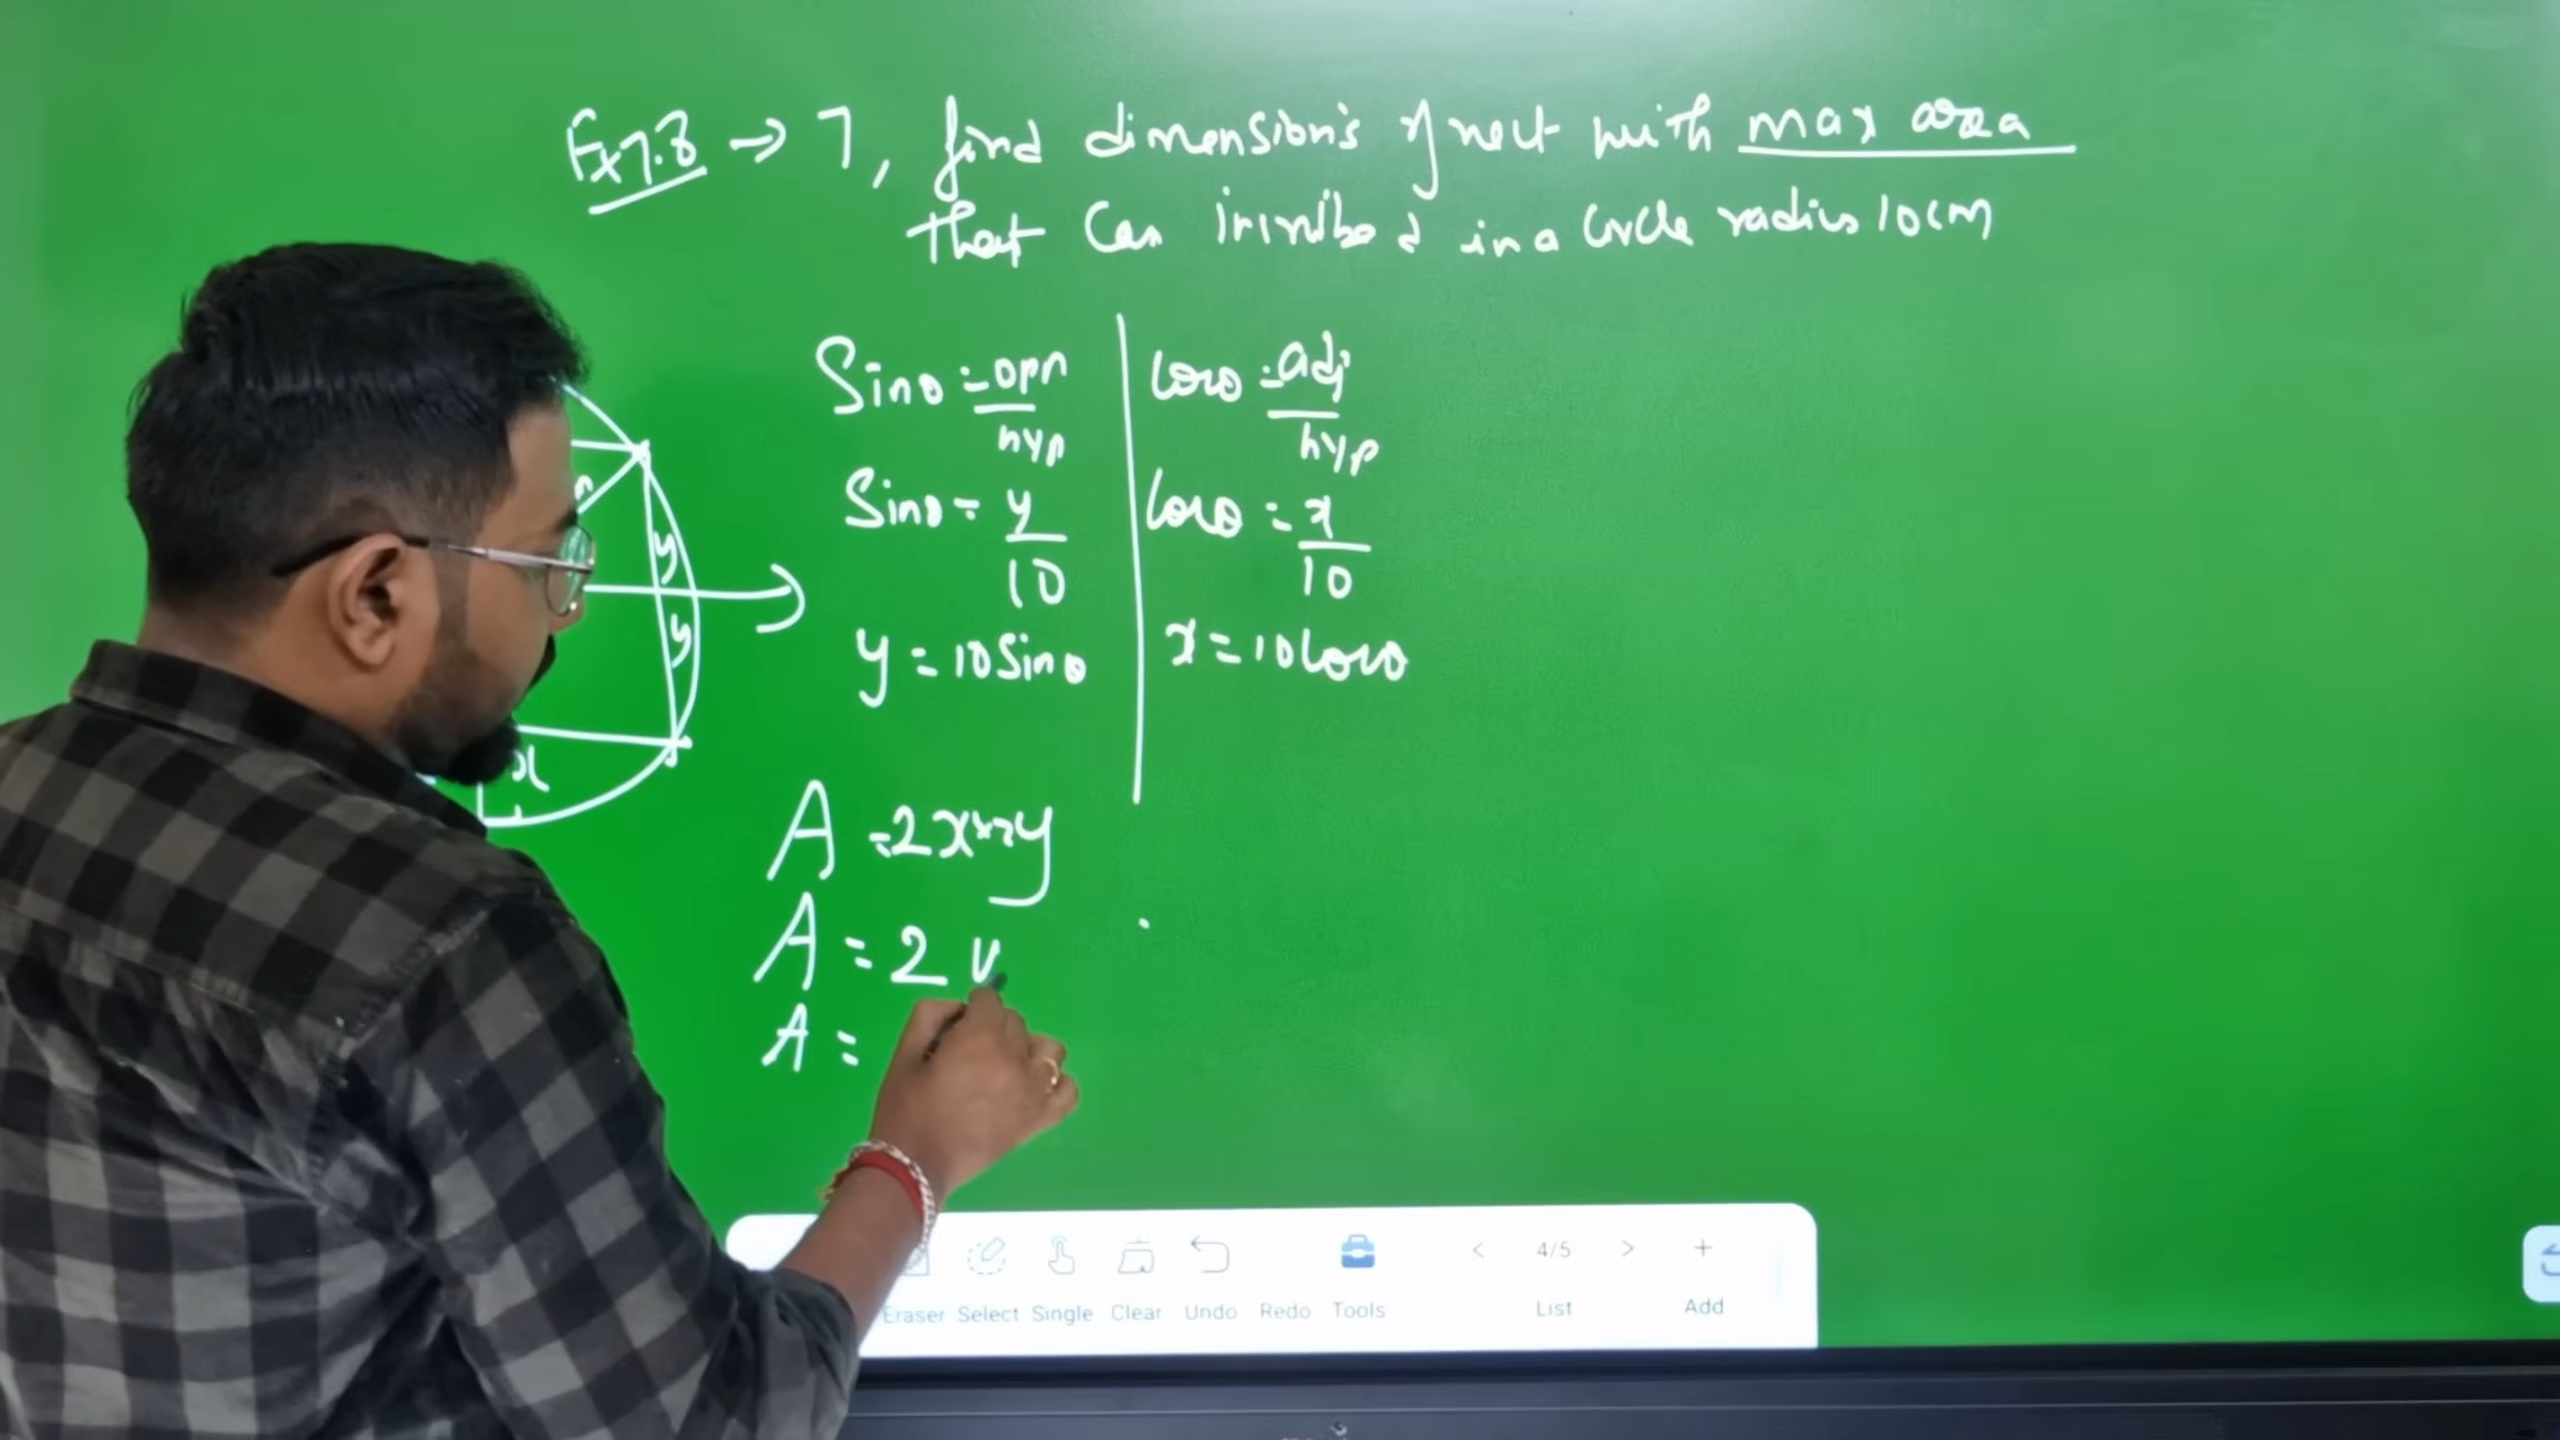 Ex 7.8 → 7, find dimension's of rect with max area
that can inscribed in a circle radius 10cm
Sinθ = opp/hyp
Sinθ = y/10
y = 10 Sinθ
cosθ = adj/hyp
cosθ = x/10
x = 10 cosθ
y
y
x
A = 2x × 2y
A = 2
A =
Eraser Select Single Clear Undo Redo Tools < 4/5 > List + Add